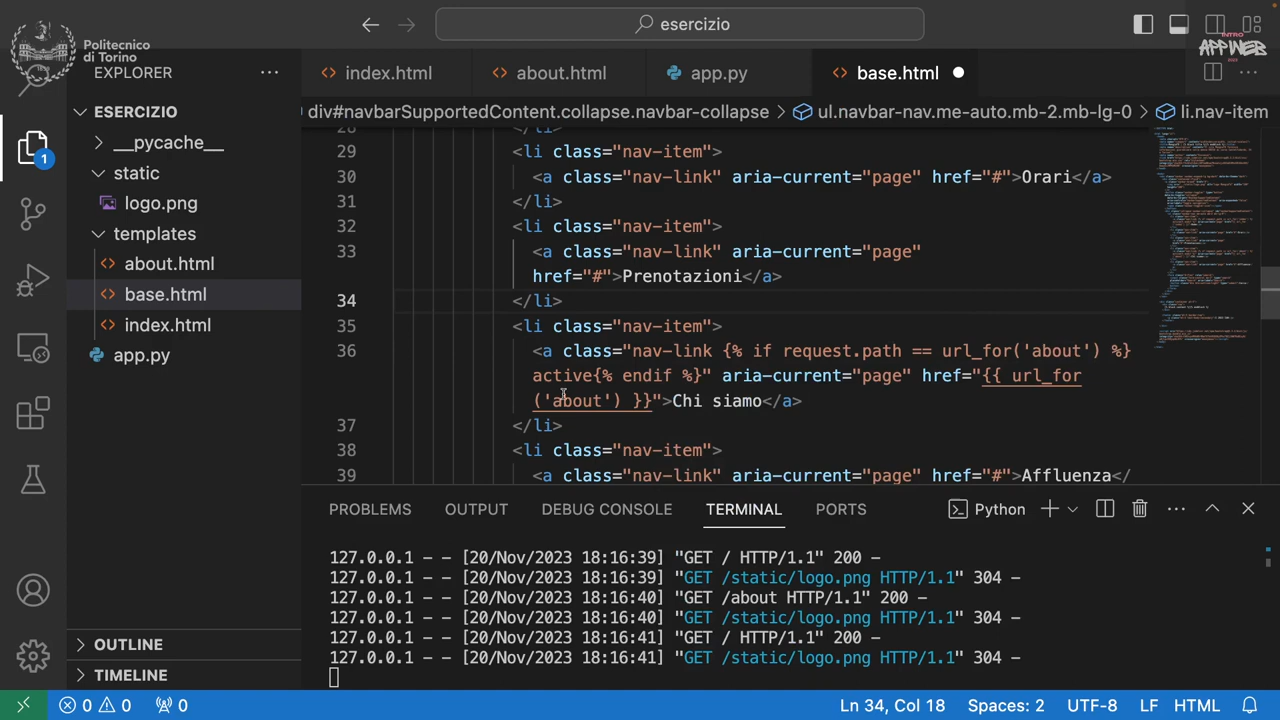 esercizio
Politecnico
di Torino
INTRO
APPIWEB
EXPLORER
index.html
about.html
app.py
base.html
ESERCIZIO
div#navbarSupportedContent.collapse.navbar-collapse
ul.navbar-nav.me-auto.mb-2.mb-lg-0
li.nav-item
__pycache__
static
logo.png
templates
about.html
base.html
index.html
app.py
28 </li>
29 <li class="nav-item">
30 <a class="nav-link" aria-current="page" href="#">Orari</a>
31 </li>
32 <li class="nav-item">
33 <a class="nav-link" aria-current="page"
href="#">Prenotazioni</a>
34 </li>
35 <li class="nav-item">
36 <a class="nav-link {% if request.path == url_for('about') %}
active{% endif %}" aria-current="page" href="{{ url_for
('about') }}">Chi siamo</a>
37 </li>
38 <li class="nav-item">
39 <a class="nav-link" aria-current="page" href="#">Affluenza</
1
PROBLEMS
OUTPUT
DEBUG CONSOLE
TERMINAL
PORTS
Python
127.0.0.1 - - [20/Nov/2023 18:16:39] "GET / HTTP/1.1" 200 -
127.0.0.1 - - [20/Nov/2023 18:16:39] "GET /static/logo.png HTTP/1.1" 304 -
127.0.0.1 - - [20/Nov/2023 18:16:40] "GET /about HTTP/1.1" 200 -
127.0.0.1 - - [20/Nov/2023 18:16:40] "GET /static/logo.png HTTP/1.1" 304 -
127.0.0.1 - - [20/Nov/2023 18:16:41] "GET / HTTP/1.1" 200 -
127.0.0.1 - - [20/Nov/2023 18:16:41] "GET /static/logo.png HTTP/1.1" 304 -
OUTLINE
TIMELINE
0 0 0
Ln 34, Col 18
Spaces: 2
UTF-8
LF
HTML